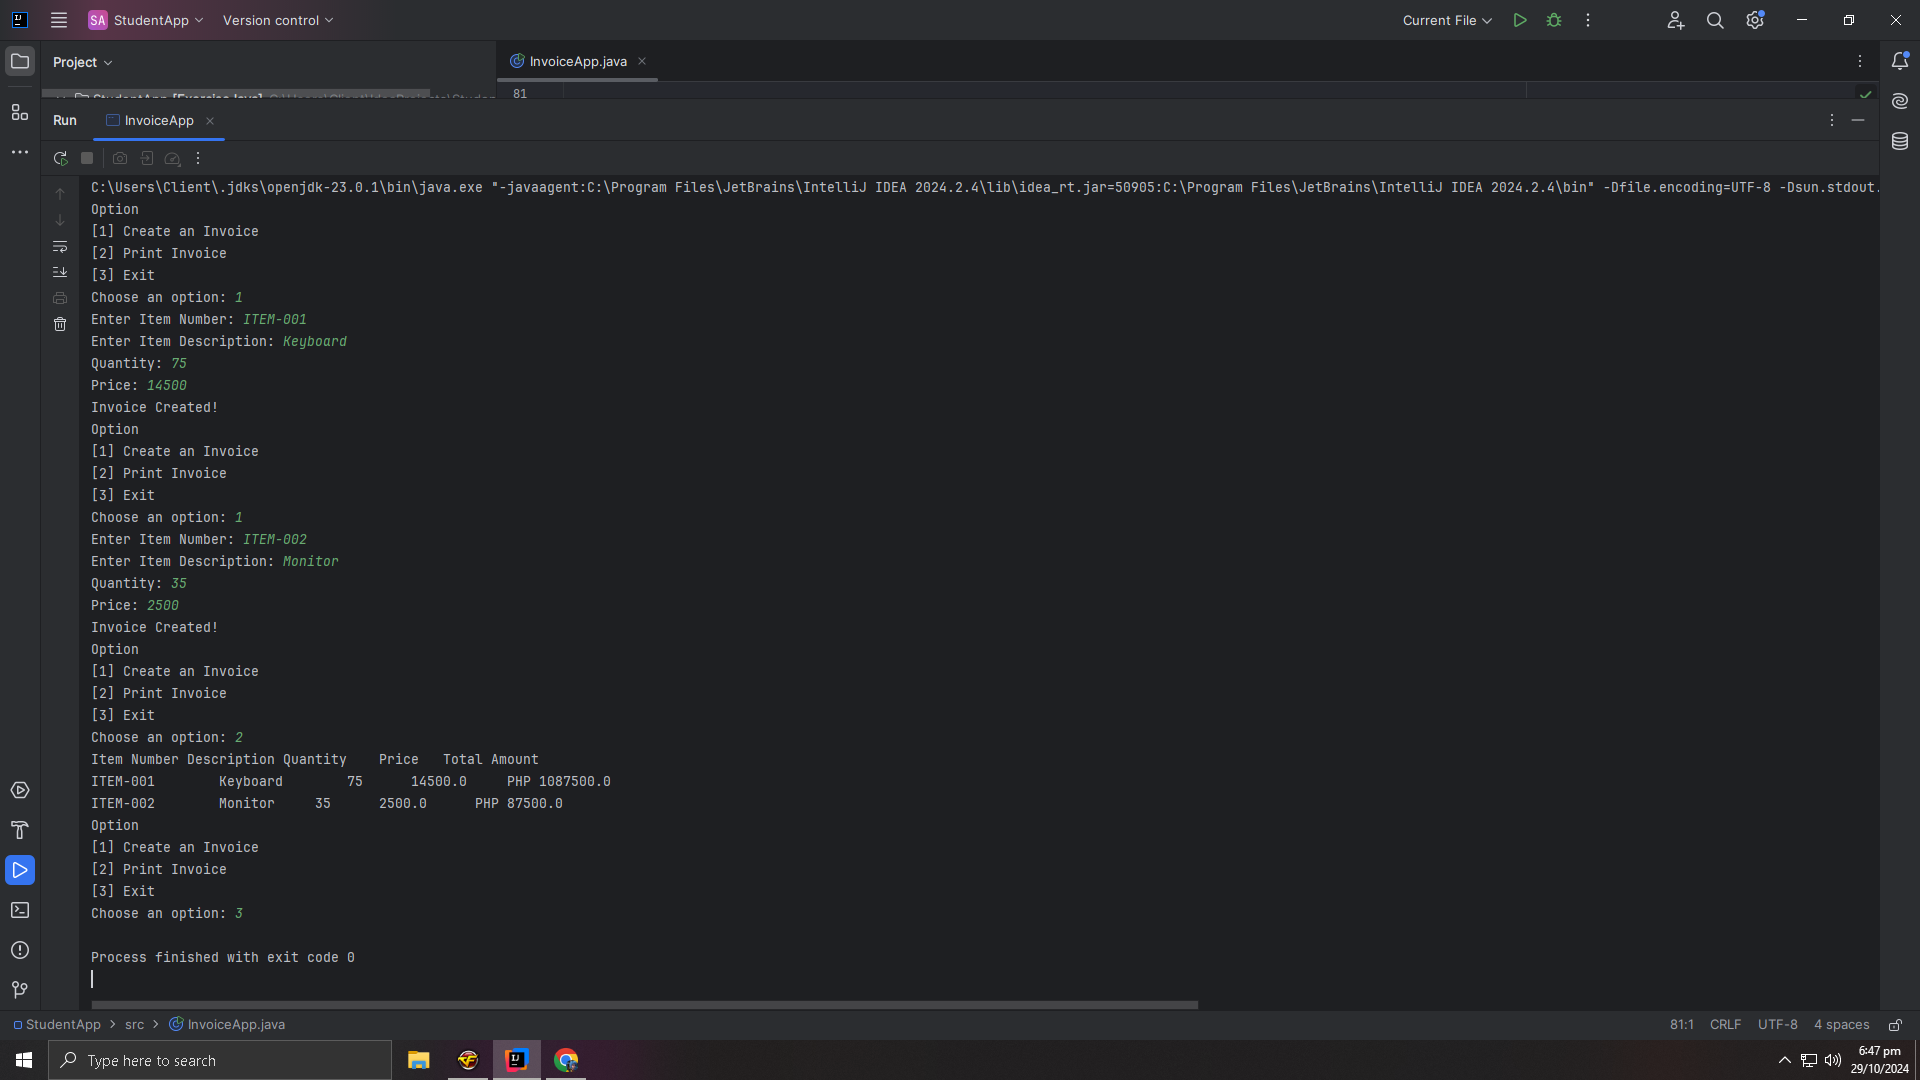 SA StudentApp Version control Current File
Project InvoiceApp.java
81
Run InvoiceApp
C:\Users\Client\.jdks\openjdk-23.0.1\bin\java.exe "-javaagent:C:\Program Files\JetBrains\IntelliJ IDEA 2024.2.4\lib\idea_rt.jar=50905:C:\Program Files\JetBrains\IntelliJ IDEA 2024.2.4\bin" -Dfile.encoding=UTF-8 -Dsun.stdout.
Option
[1] Create an Invoice
[2] Print Invoice
[3] Exit
Choose an option: 1
Enter Item Number: ITEM-001
Enter Item Description: Keyboard
Quantity: 75
Price: 14500
Invoice Created!
Option
[1] Create an Invoice
[2] Print Invoice
[3] Exit
Choose an option: 1
Enter Item Number: ITEM-002
Enter Item Description: Monitor
Quantity: 35
Price: 2500
Invoice Created!
Option
[1] Create an Invoice
[2] Print Invoice
[3] Exit
Choose an option: 2
Item Number Description Quantity    Price   Total Amount
ITEM-001        Keyboard        75      14500.0     PHP 1087500.0
ITEM-002        Monitor     35      2500.0      PHP 87500.0
Option
[1] Create an Invoice
[2] Print Invoice
[3] Exit
Choose an option: 3
Process finished with exit code 0
StudentApp > src > InvoiceApp.java 81:1 CRLF UTF-8 4 spaces
Type here to search
6:47 pm
29/10/2024